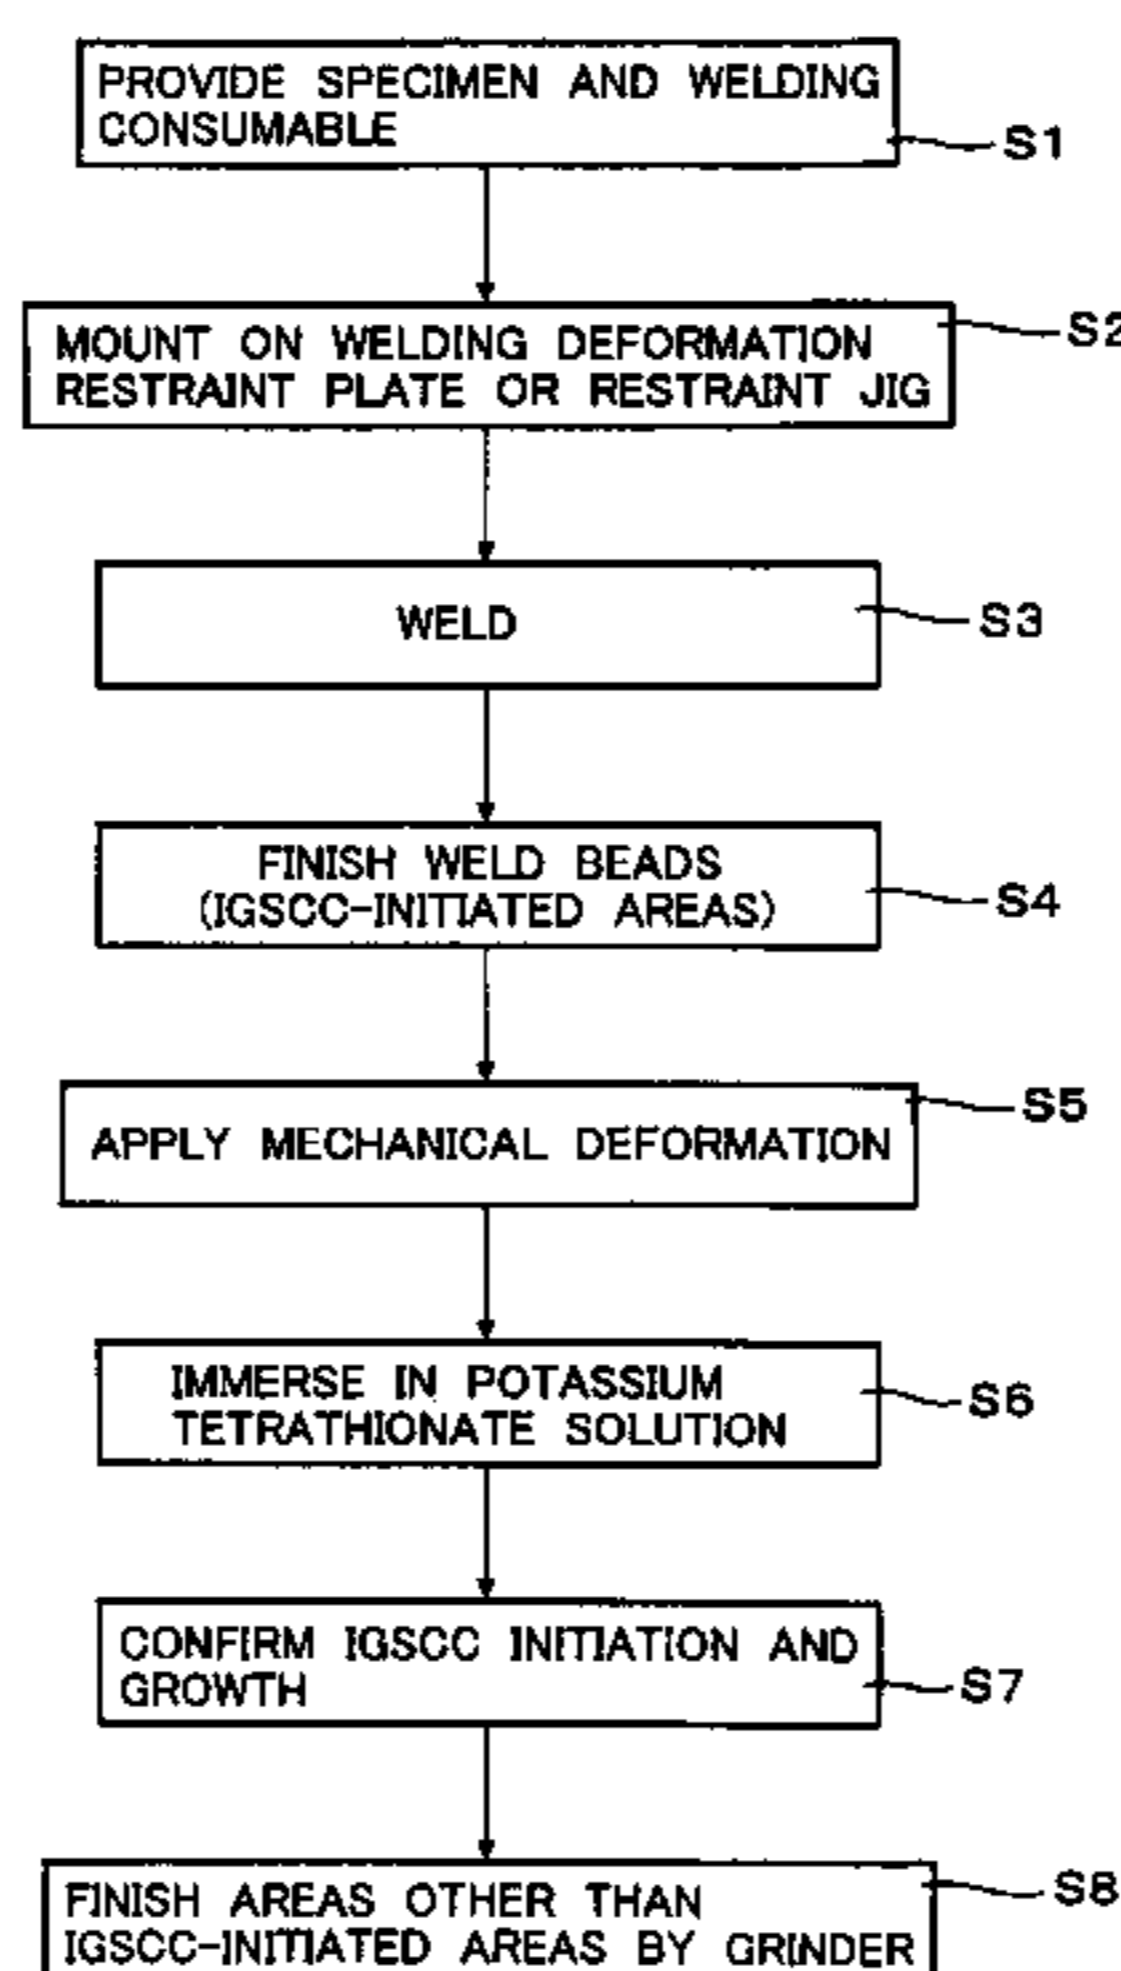 PROVIDE SPECIMEN AND WELDING
CONSUMABLE
S1
MOUNT ON WELDING DEFORMATION
RESTRAINT PLATE OR RESTRAINT JIG
S2
WELD
S3
FINISH WELD BEADS
(IGSCC-INITIATED AREAS)
S4
APPLY MECHANICAL DEFORMATION
S5
IMMERSE IN POTASSIUM
TETRATHIONATE SOLUTION
S6
CONFIRM IGSCC INITIATION AND
GROWTH
S7
FINISH AREAS OTHER THAN
IGSCC-INITIATED AREAS BY GRINDER
S8